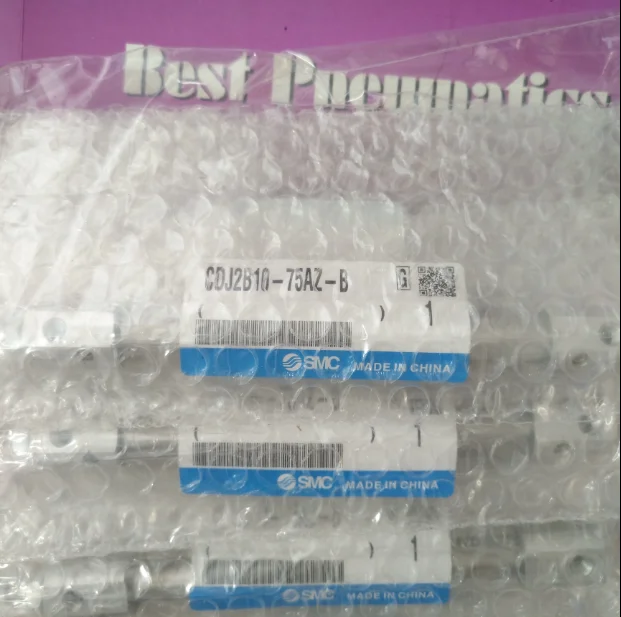 Best Pneumatics
CDJ2B10-75AZ-B G
( ) 1
SMC MADE IN CHINA
( ) 1
SMC MADE IN CHINA
( ) 1
SMC MADE IN CHINA